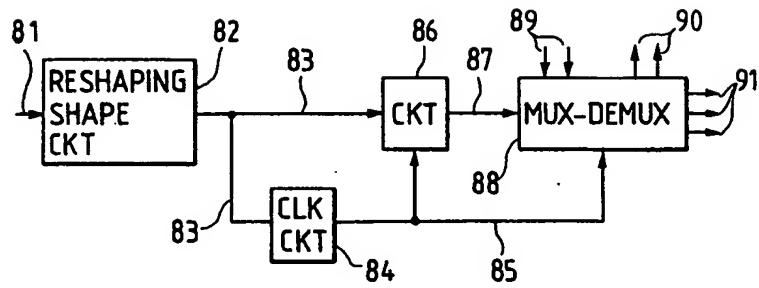 81
RESHAPING
SHAPE
CKT
82
83
83
CLK
CKT
84
86
CKT
87
85
89
90
MUX-DEMUX
88
91